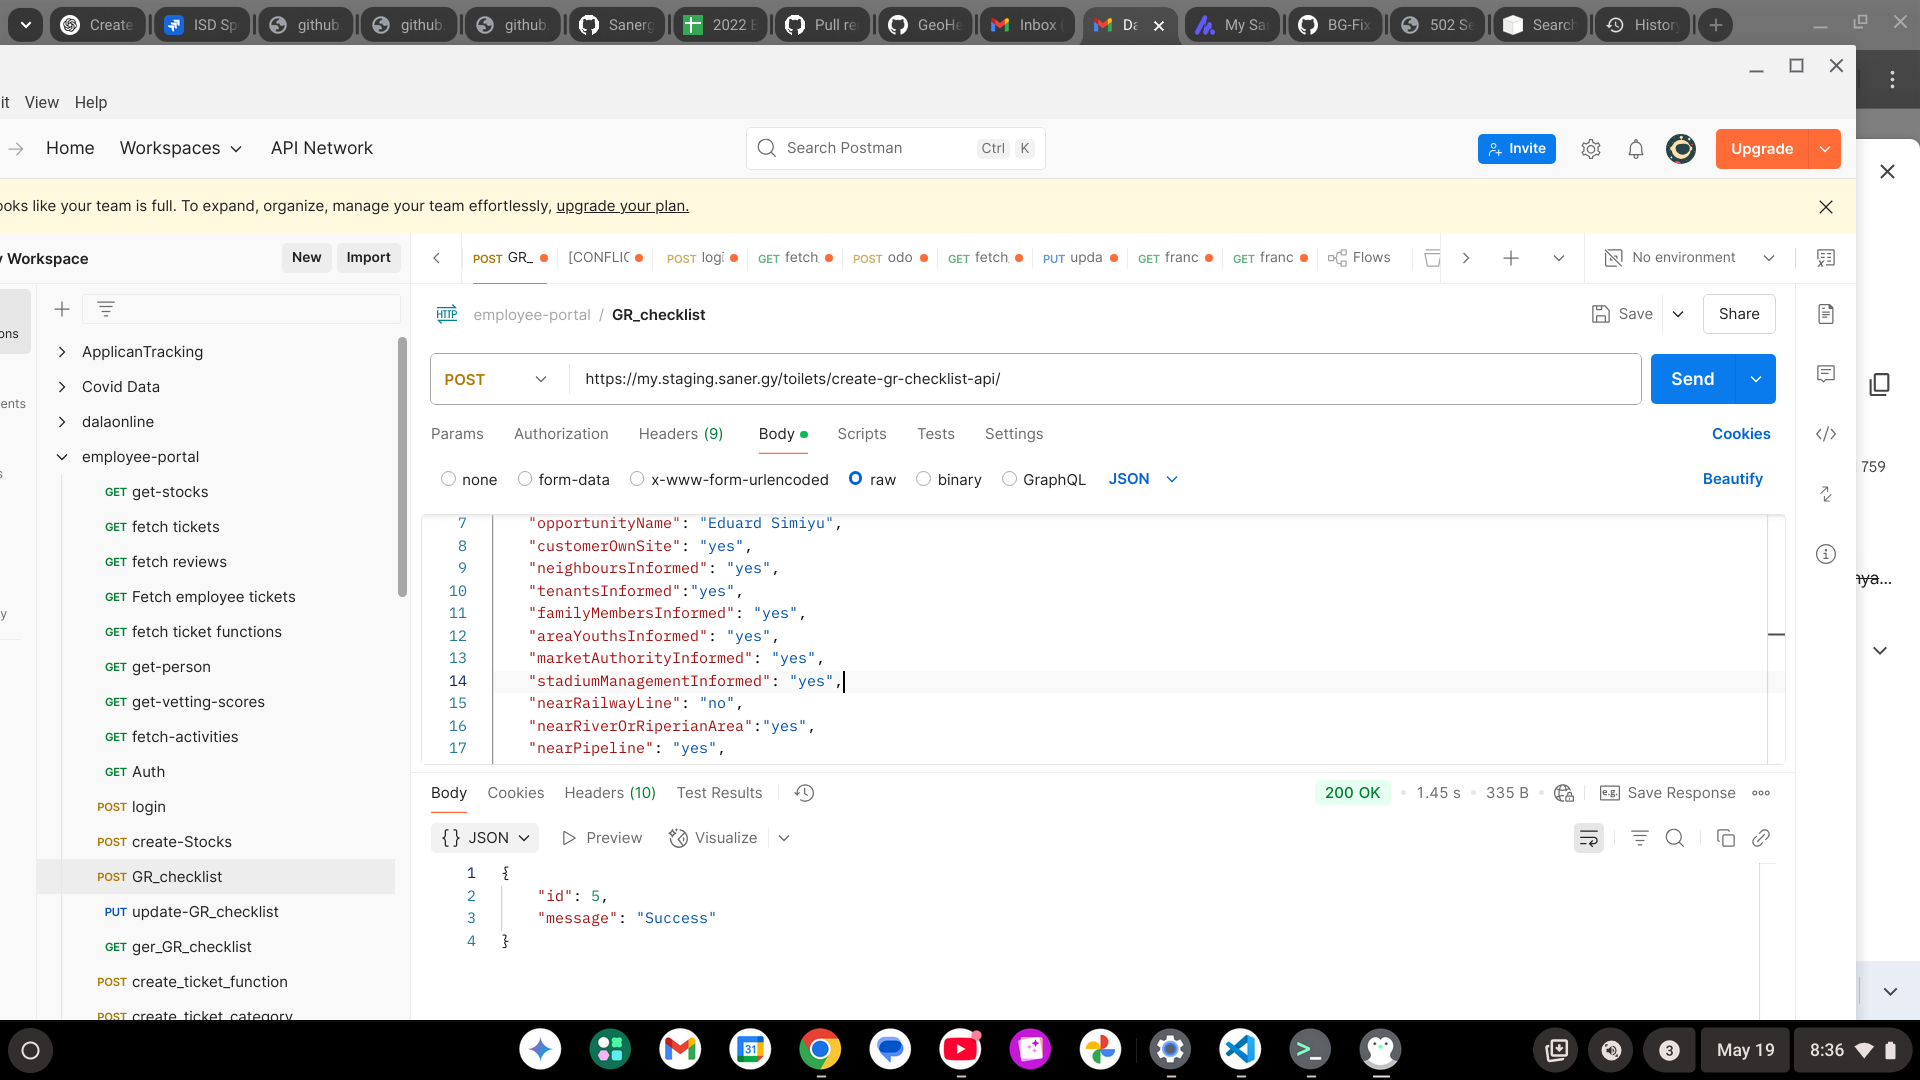 Create
ISD Sp
github.
github.
github.
Sanerg
2022 E
Pull re
GeoHe
Inbox (
Da
My Sa
BG-Fix
502 Se
Search
History
it View Help
Home Workspaces API Network
Search Postman Ctrl K
Invite
Upgrade
ooks like your team is full. To expand, organize, manage your team effortlessly, upgrade your plan.
y Workspace
New Import
POST GR_
[CONFLIC
POST logi
GET fetch
POST odo
GET fetch
PUT upda
GET franc
GET franc
Flows
No environment
ons
ents
s
y
ApplicanTracking
Covid Data
dalaonline
employee-portal
GET get-stocks
GET fetch tickets
GET fetch reviews
GET Fetch employee tickets
GET fetch ticket functions
GET get-person
GET get-vetting-scores
GET fetch-activities
GET Auth
POST login
POST create-Stocks
POST GR_checklist
PUT update-GR_checklist
GET ger_GR_checklist
POST create_ticket_function
POST create_ticket_category
HTTP employee-portal / GR_checklist
Save Share
POST https://my.staging.saner.gy/toilets/create-gr-checklist-api/ Send
Params Authorization Headers (9) Body Scripts Tests Settings Cookies
none form-data x-www-form-urlencoded raw binary GraphQL JSON Beautify
7 "opportunityName": "Eduard Simiyu",
8 "customerOwnSite": "yes",
9 "neighboursInformed": "yes",
10 "tenantsInformed":"yes",
11 "familyMembersInformed": "yes",
12 "areaYouthsInformed": "yes",
13 "marketAuthorityInformed": "yes",
14 "stadiumManagementInformed": "yes",
15 "nearRailwayLine": "no",
16 "nearRiverOrRiperianArea":"yes",
17 "nearPipeline": "yes",
Body Cookies Headers (10) Test Results
200 OK 1.45 s 335 B e.g. Save Response
{} JSON Preview Visualize
1 {
2 "id": 5,
3 "message": "Success"
4 }
759
nya...
31
3
May 19
8:36